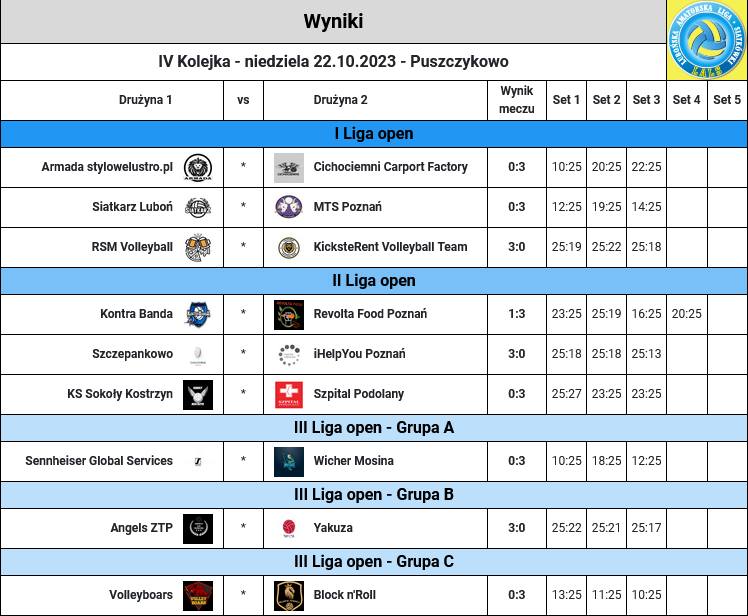 Wyniki
LUBOŃSKA AMATORSKA LIGA SIATKÓWKI
LALS
IV Kolejka - niedziela 22.10.2023 - Puszczykowo
Drużyna 1 vs Drużyna 2 Wynik meczu Set 1 Set 2 Set 3 Set 4 Set 5
I Liga open
Armada stylowelustro.pl ARMADA * Cichociemni Carport Factory 0:3 10:25 20:25 22:25
Siatkarz Luboń * MTS Poznań 0:3 12:25 19:25 14:25
RSM Volleyball * KicksteRent Volleyball Team 3:0 25:19 25:22 25:18
II Liga open
Kontra Banda * Revolta Food Poznań 1:3 23:25 25:19 16:25 20:25
Szczepankowo * iHelpYou Poznań 3:0 25:18 25:18 25:13
KS Sokoły Kostrzyn * SZPITAL Szpital Podolany 0:3 25:27 23:25 23:25
III Liga open - Grupa A
Sennheiser Global Services * Wicher Mosina 0:3 10:25 18:25 12:25
III Liga open - Grupa B
Angels ZTP * Yakuza 3:0 25:22 25:21 25:17
III Liga open - Grupa C
Volleyboars * Block n'Roll 0:3 13:25 11:25 10:25